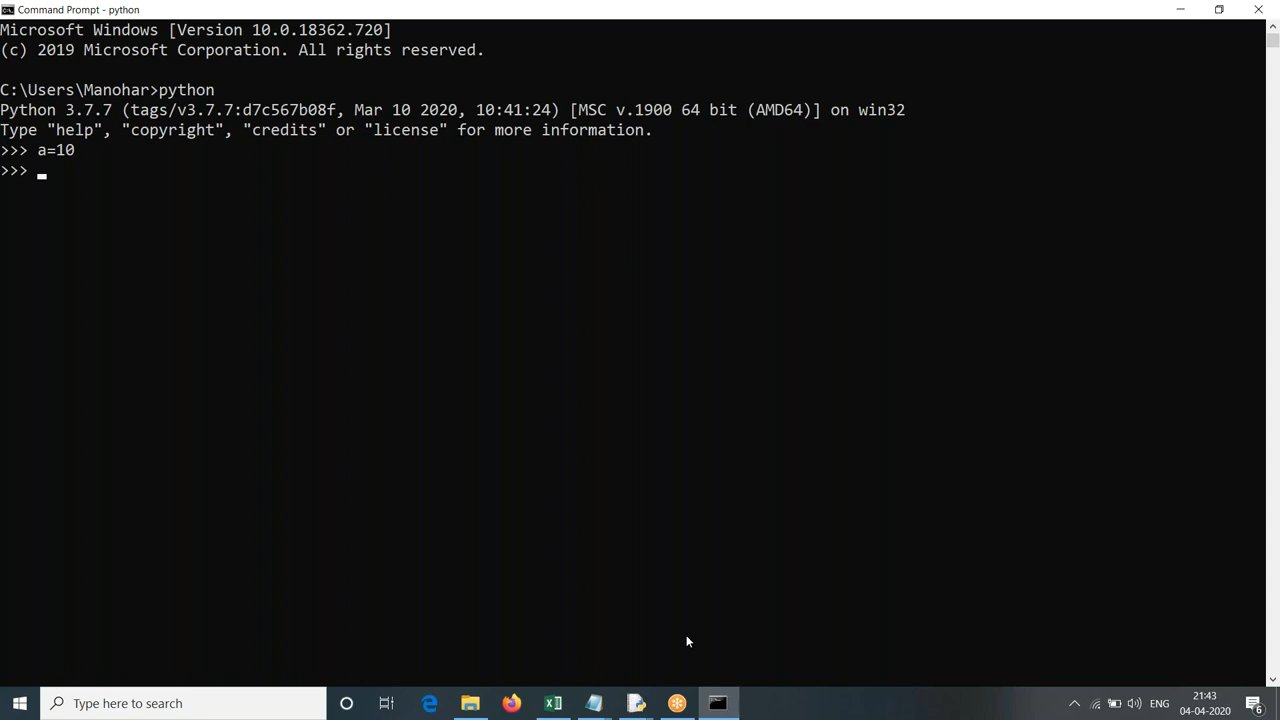 Command Prompt - python
Microsoft Windows [Version 10.0.18362.720]
(c) 2019 Microsoft Corporation. All rights reserved.
C:\Users\Manohar>python
Python 3.7.7 (tags/v3.7.7:d7c567b08f, Mar 10 2020, 10:41:24) [MSC v.1900 64 bit (AMD64)] on win32
Type "help", "copyright", "credits" or "license" for more information.
>>> a=10
>>>
Type here to search
ENG
21:43
04-04-2020
6